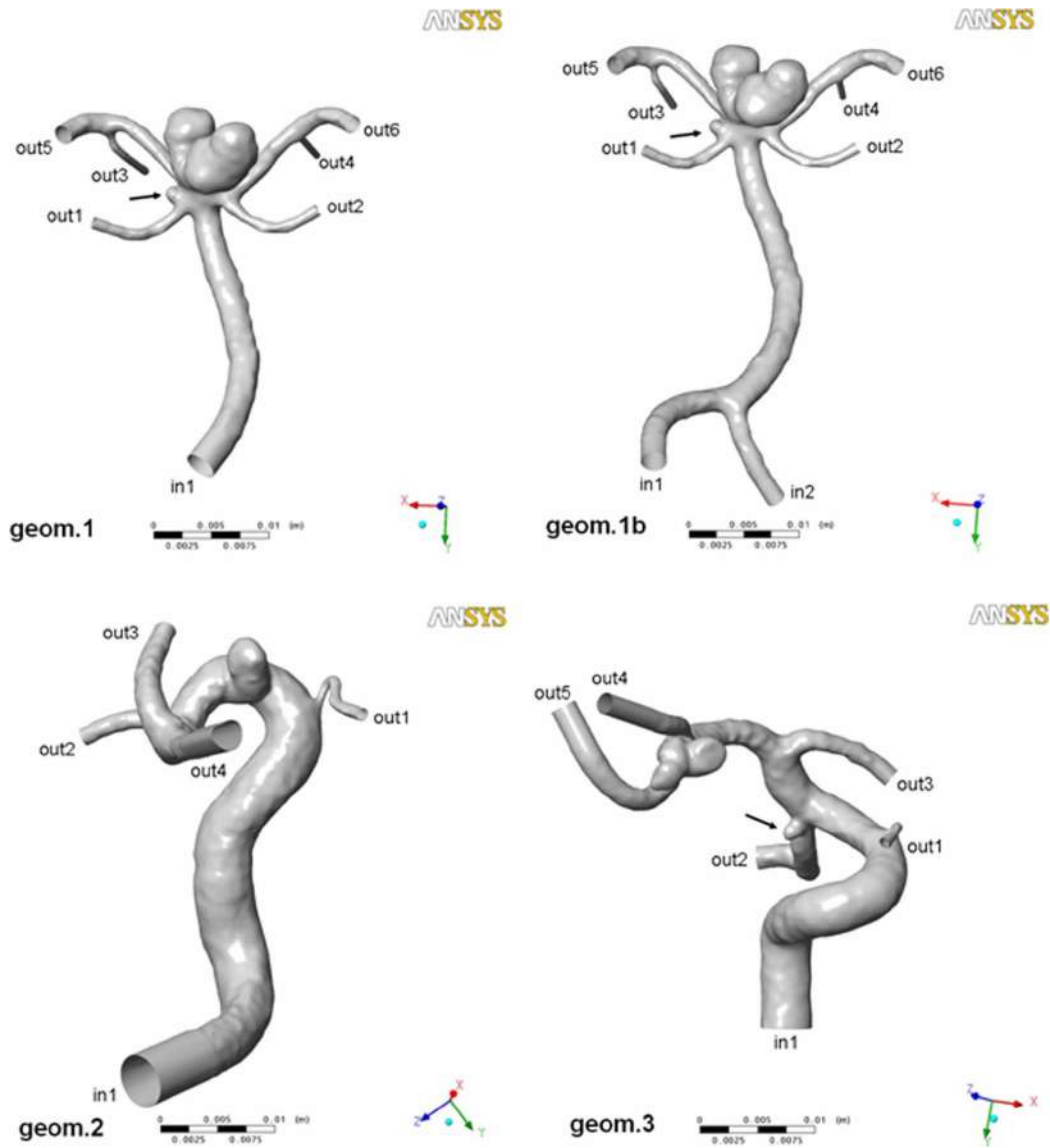 ANSYS
out5
out6
out3
out4
out1
out2
in1
geom.1
0 0.005 0.01 (m)
0.0025 0.0075
X
Z
Y
ANSYS
out5
out6
out3
out4
out1
out2
in1
in2
geom.1b
0 0.005 0.01 (m)
0.0025 0.0075
X
Z
Y
ANSYS
out3
out2
out1
out4
in1
geom.2
0 0.005 0.01 (m)
0.0025 0.0075
X
Z
Y
ANSYS
out4
out5
out3
out1
out2
in1
geom.3
0 0.005 0.01 (m)
0.0025 0.0075
Z
X